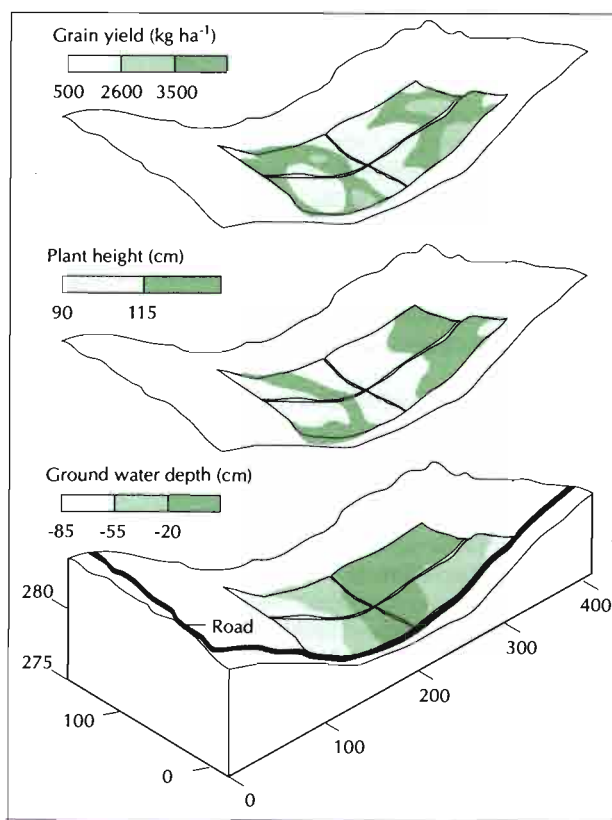 Grain yield (kg ha⁻¹)
500 2600 3500
Plant height (cm)
90 115
Ground water depth (cm)
-85 -55 -20
280
275
Road
400
300
200
100
100
0
0